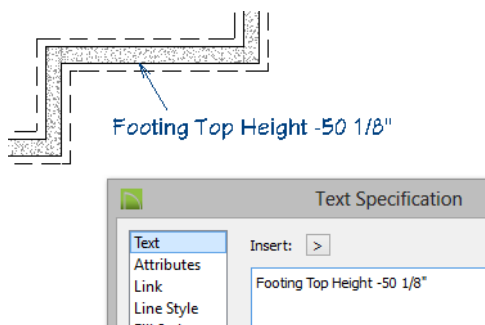 Footing Top Height -50 1/8"
Text Specification
Text
Insert: >
Attributes
Footing Top Height -50 1/8"
Link
Line Style